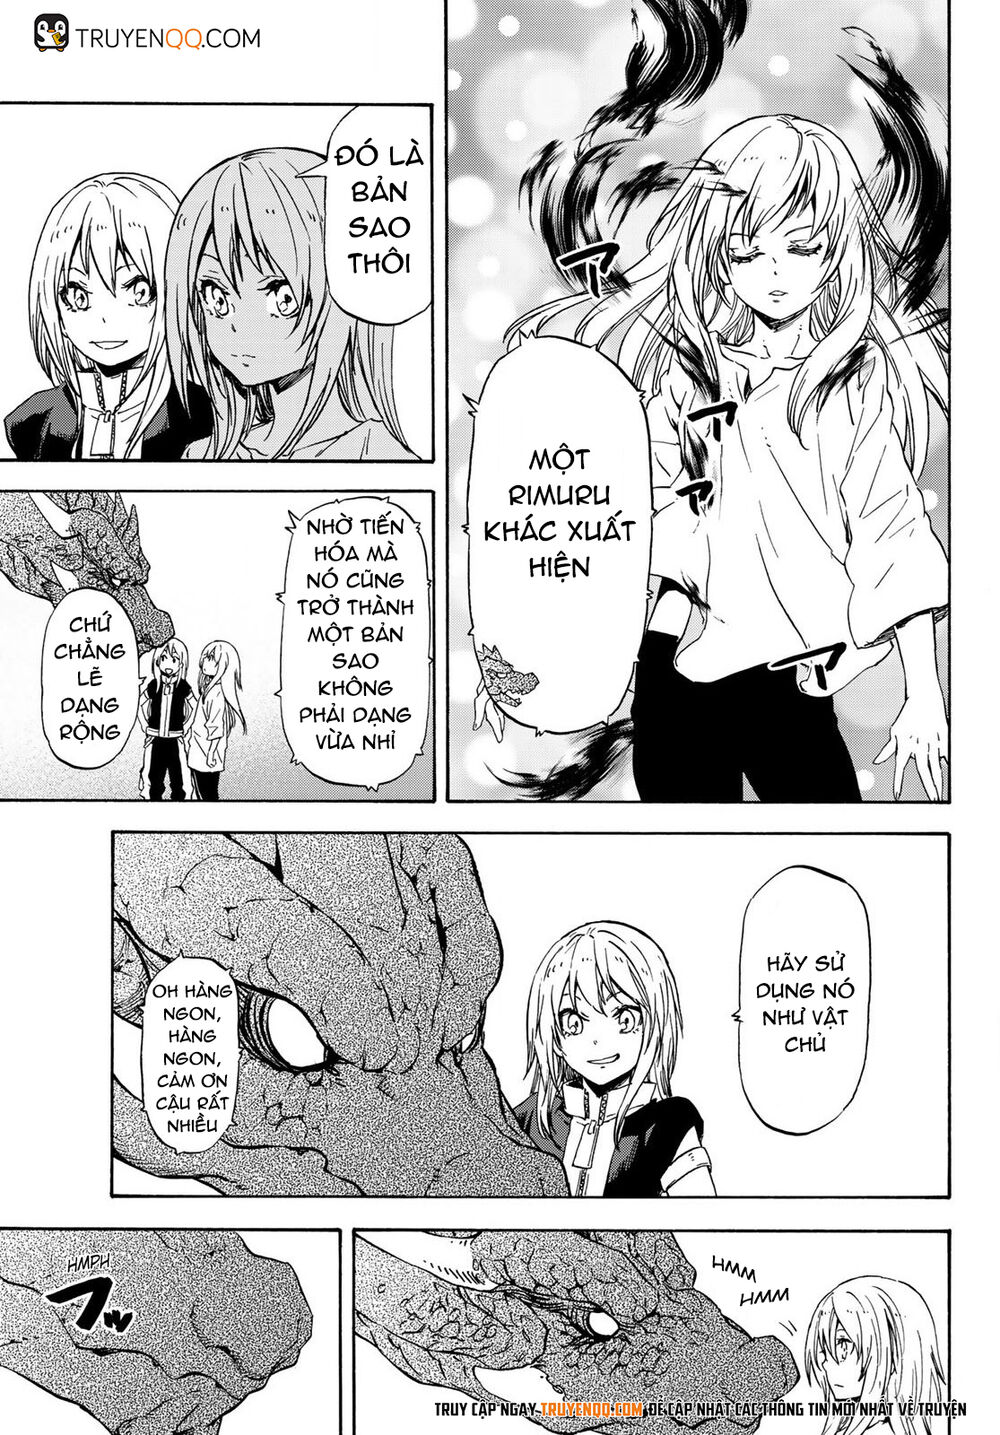 TRUYENQQ.COM
MỘT
RIMURU
KHÁC XUẤT
HIỆN
ア
ア
ア
ア
ĐÓ LÀ
BẢN
SAO
THÔI
NHỜ TIẾN
HÓA MÀ
NÓ CŨNG
TRỞ THÀNH
MỘT BẢN
SAO
KHÔNG
PHẢI DẠNG
VỪA NHỈ
CHỨ
CHẲNG
LẼ
DẠNG
RỘNG
HÃY SỬ
DỤNG NÓ
NHƯ VẬT
CHỦ
OH HÀNG
NGON,
HÀNG
NGON,
CẢM ƠN
CẬU RẤT
NHIỀU
HMM
HMM
HMPH
フッ
TRUY CẬP NGAY TRUYENQQ.COM ĐỂ CẬP NHẬT CÁC THÔNG TIN MỚI NHẤT VỀ TRUYỆN